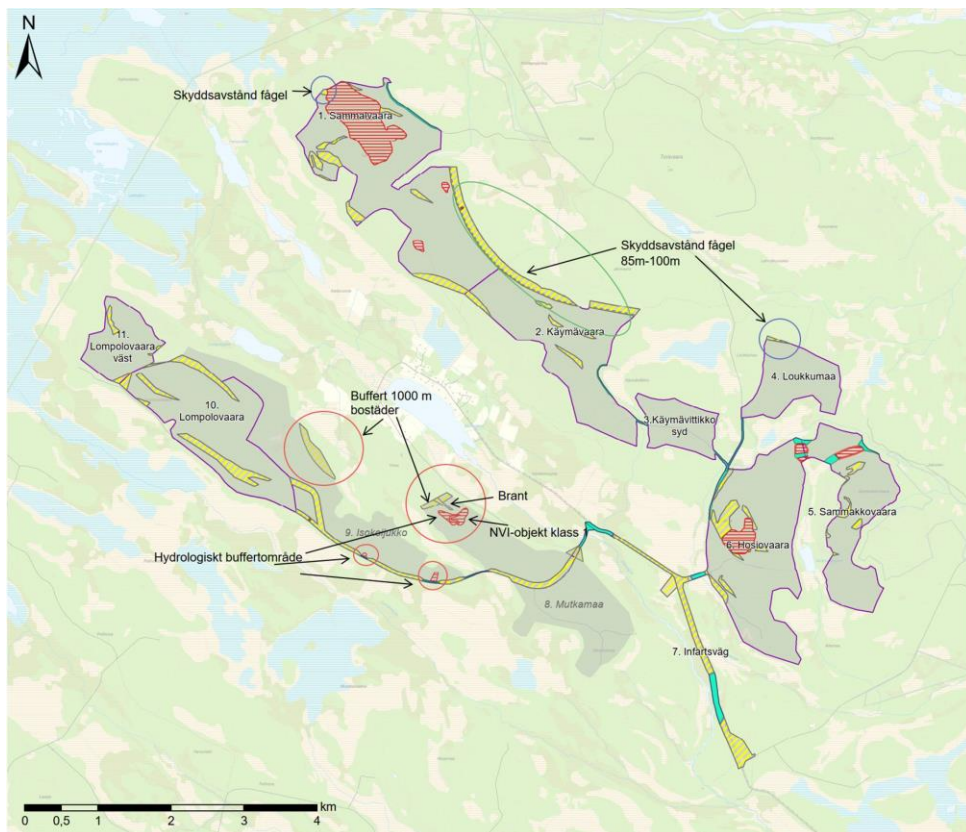 N
Skyddsavstånd fågel
1. Sammalvaara
Skyddsavstånd fågel
85m-100m
2. Käymävaara
11.
Lompolovaara
väst
4. Loukkumaa
10.
Lompolovaara
Buffert 1000 m
bostäder
3.Käymävittikko
syd
Brant
5. Sammakkovaara
NVI-objekt klass 1
9. Isokeijukko
6. Hosiovaara
Hydrologiskt buffertområde
8. Mutkamaa
7. Infartsväg
km
0 0,5 1 2 3 4